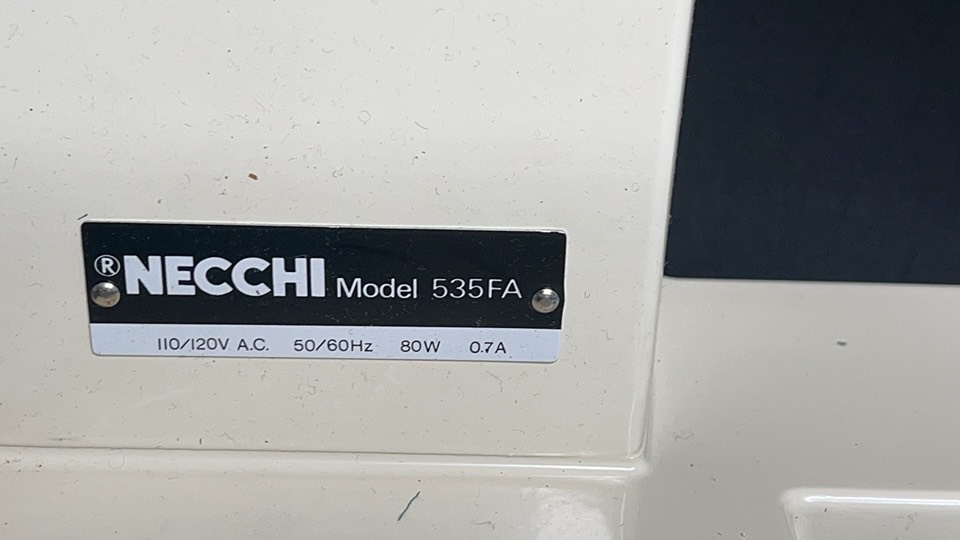 ® NECCHI Model 535FA
110/120V A.C. 50/60Hz 80W 0.7A